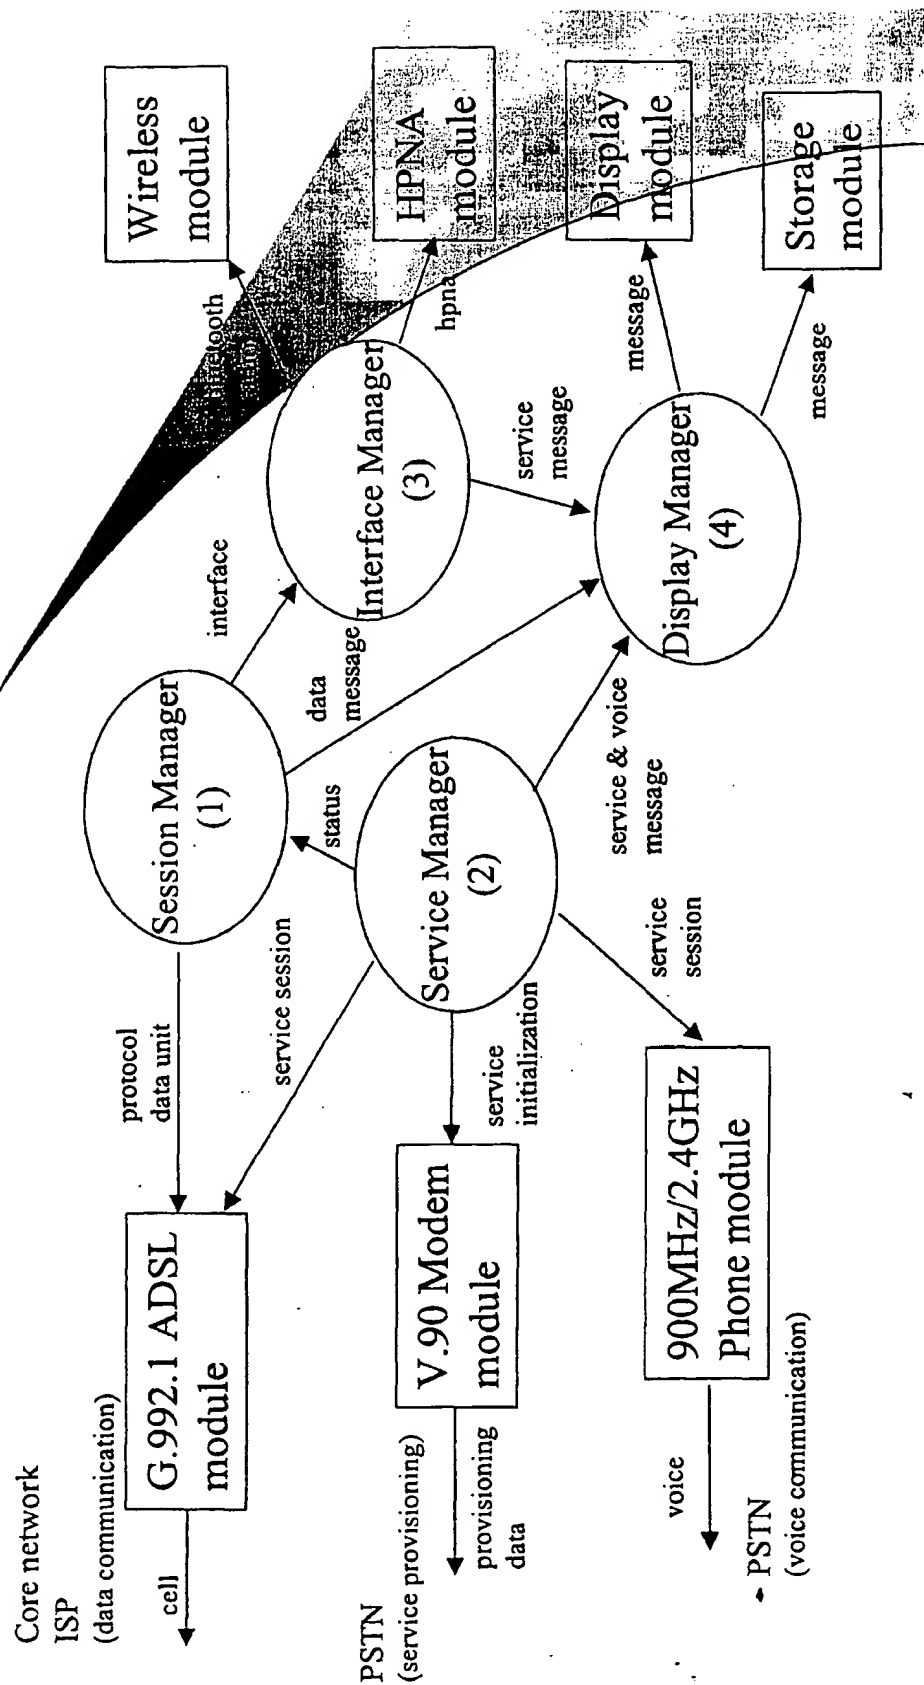 Core network
ISP
(data communication)
cell
G.992.1 ADSL
module
protocol
data unit
Session Manager
(1)
interface
Wireless
module
service session
status
data
message
Interface Manager
(3)
hpna
HPNA
module
PSTN
(service provisioning)
provisioning
data
V.90 Modem
module
service
initialization
Service Manager
(2)
service
message
service & voice
message
Display Manager
(4)
message
Display
module
message
Storage
module
service
session
900MHz/2.4GHz
Phone module
voice
PSTN
(voice communication)